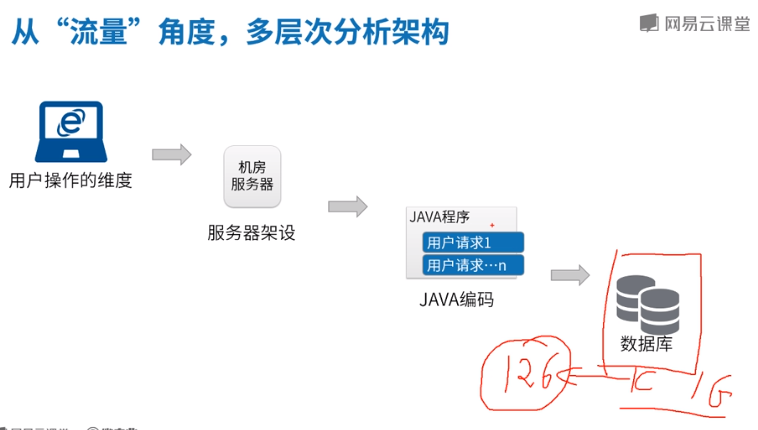 从“流量”角度，多层次分析架构
网易云课堂
机房
服务器
用户操作的维度
服务器架设
JAVA程序
用户请求1
用户请求…n
JAVA编码
数据库
126
1G